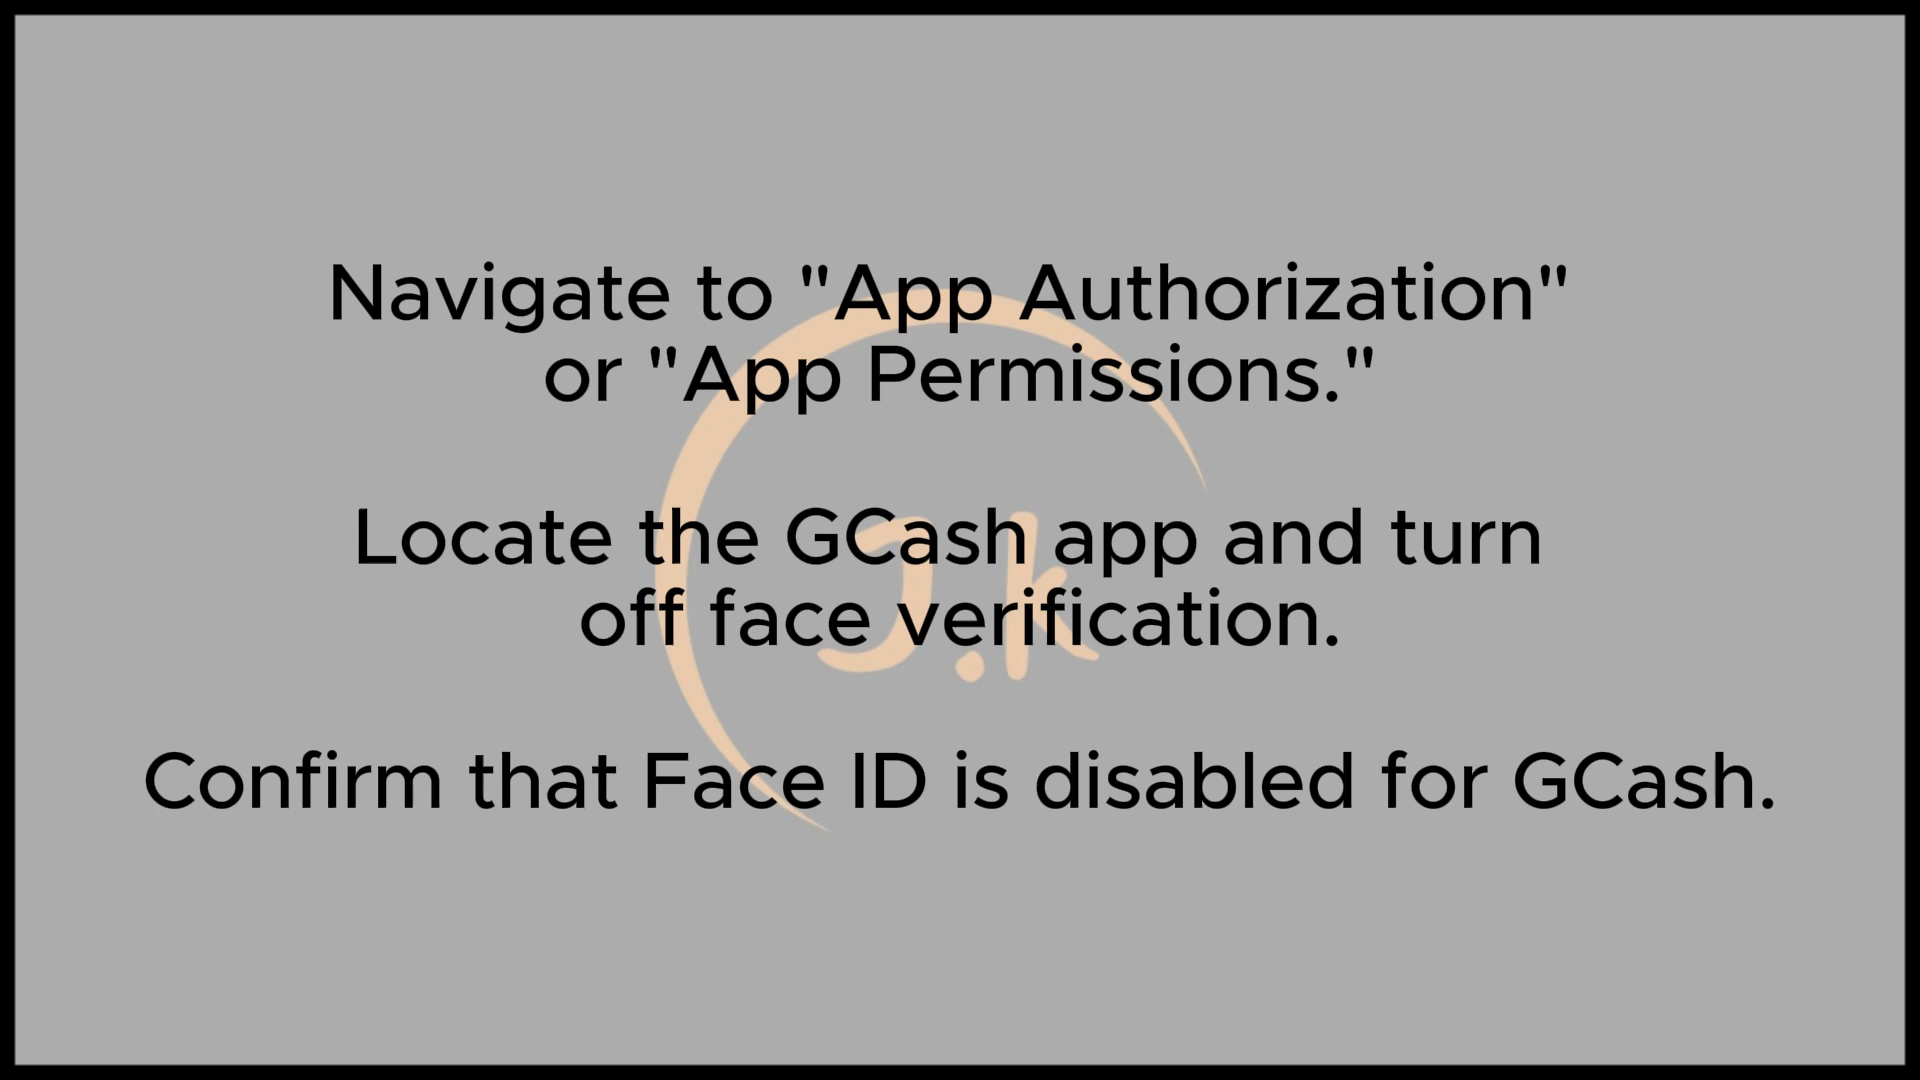 Navigate to "App Authorization"
or "App Permissions."
Locate the GCash app and turn
off face verification.
Confirm that Face ID is disabled for GCash.
J.k